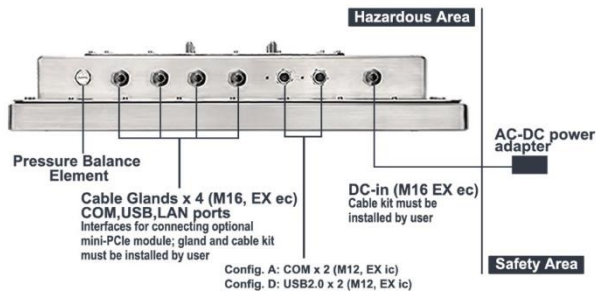 Hazardous Area
AC-DC power
adapter
Pressure Balance
Element
Cable Glands x 4 (M16, EX ec)
COM,USB,LAN ports
Interfaces for connecting optional
mini-PCIe module; gland and cable kit
must be installed by user
DC-in (M16 EX ec)
Cable kit must be
installed by user
Config. A: COM x 2 (M12, EX ic)
Config. D: USB2.0 x 2 (M12, EX ic)
Safety Area